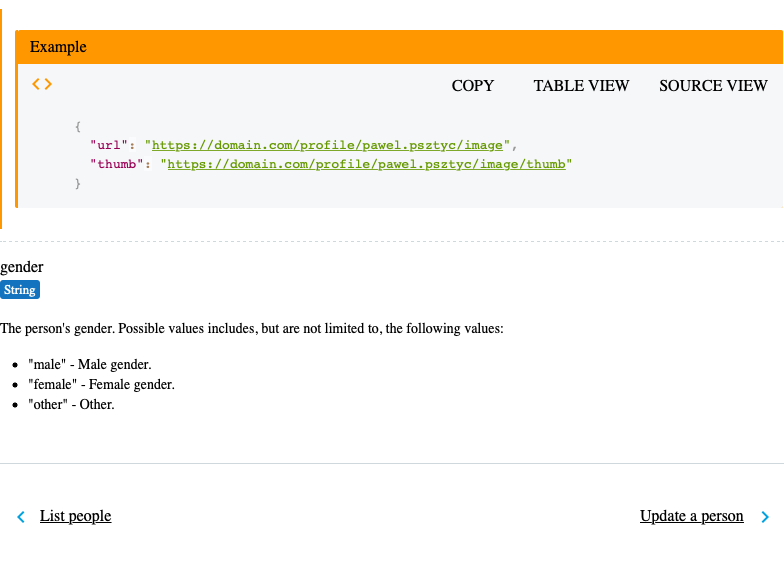 Example
COPY TABLE VIEW SOURCE VIEW
{
"url": "https://domain.com/profile/pawel.psztyc/image",
"thumb": "https://domain.com/profile/pawel.psztyc/image/thumb"
}
gender
String
The person's gender. Possible values includes, but are not limited to, the following values:
"male" - Male gender.
"female" - Female gender.
"other" - Other.
List people
Update a person